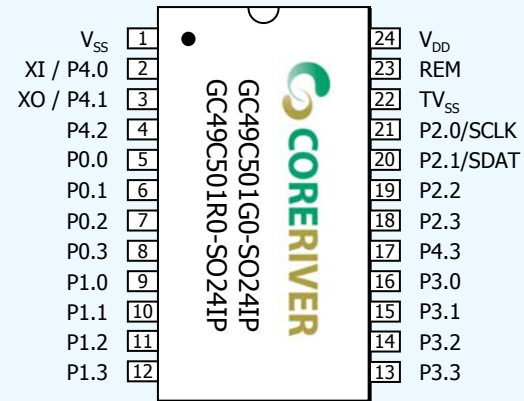 V_SS 1
XI / P4.0 2
XO / P4.1 3
P4.2 4
P0.0 5
P0.1 6
P0.2 7
P0.3 8
P1.0 9
P1.1 10
P1.2 11
P1.3 12
GC49C501G0-SO24IP
GC49C501R0-SO24IP
CORERIVER
24 V_DD
23 REM
22 TV_SS
21 P2.0/SCLK
20 P2.1/SDAT
19 P2.2
18 P2.3
17 P4.3
16 P3.0
15 P3.1
14 P3.2
13 P3.3